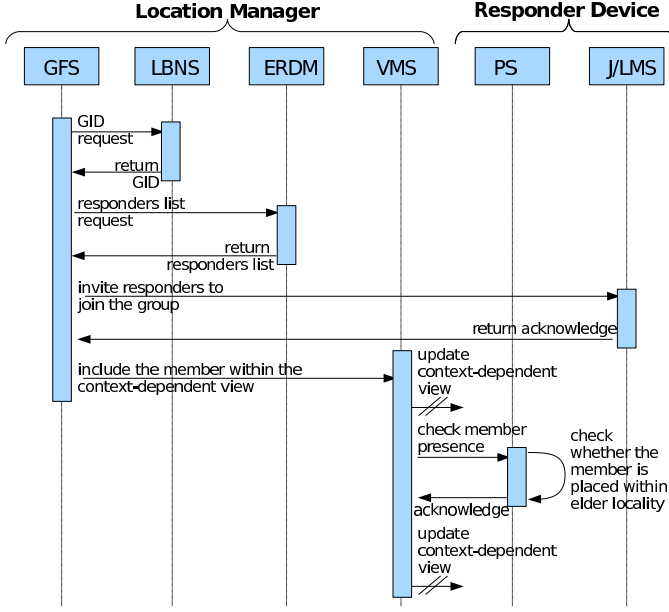 Location Manager
Responder Device
GFS
LBNS
ERDM
VMS
PS
J/LMS
GID
request
return
GID
responders list
request
return
responders list
invite responders to
join the group
return acknowledge
include the member within the
context-dependent view
update
context-dependent
view
check member
presence
check
whether the
member is
placed within
elder locality
acknowledge
update
context-dependent
view